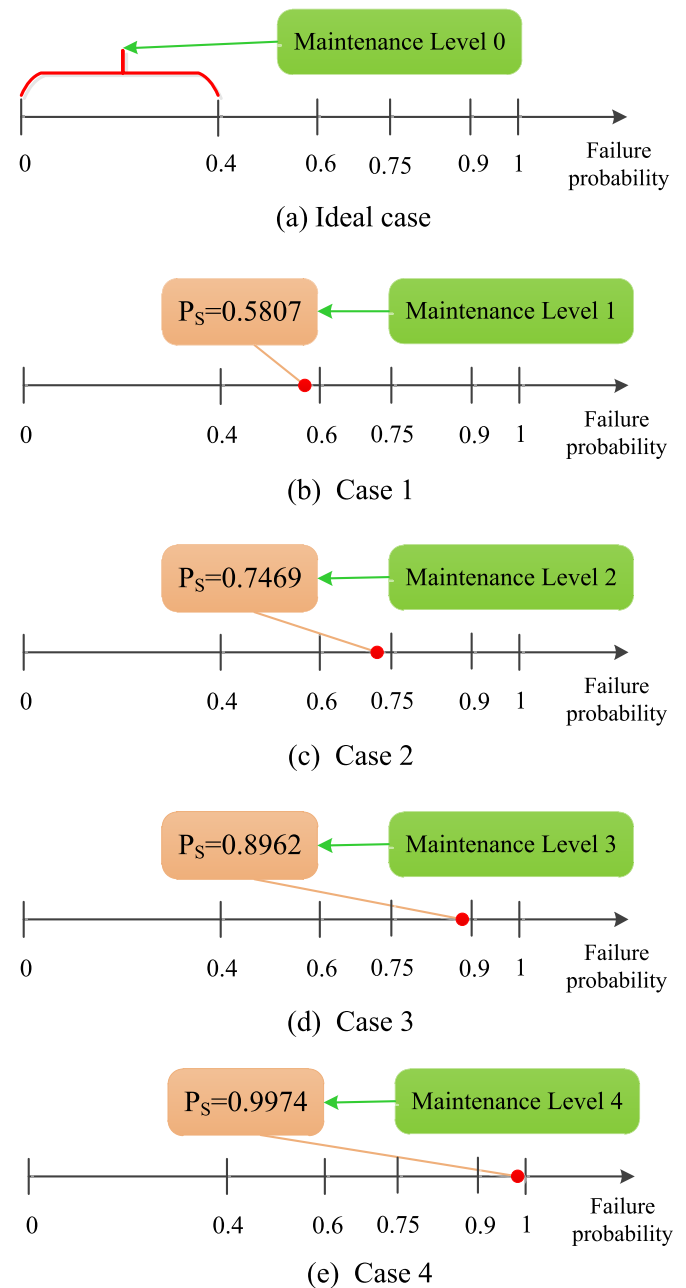 Maintenance Level 0
0 0.4 0.6 0.75 0.9 1
Failure
probability
(a) Ideal case
P_S=0.5807
Maintenance Level 1
0 0.4 0.6 0.75 0.9 1
Failure
probability
(b) Case 1
P_S=0.7469
Maintenance Level 2
0 0.4 0.6 0.75 0.9 1
Failure
probability
(c) Case 2
P_S=0.8962
Maintenance Level 3
0 0.4 0.6 0.75 0.9 1
Failure
probability
(d) Case 3
P_S=0.9974
Maintenance Level 4
0 0.4 0.6 0.75 0.9 1
Failure
probability
(e) Case 4